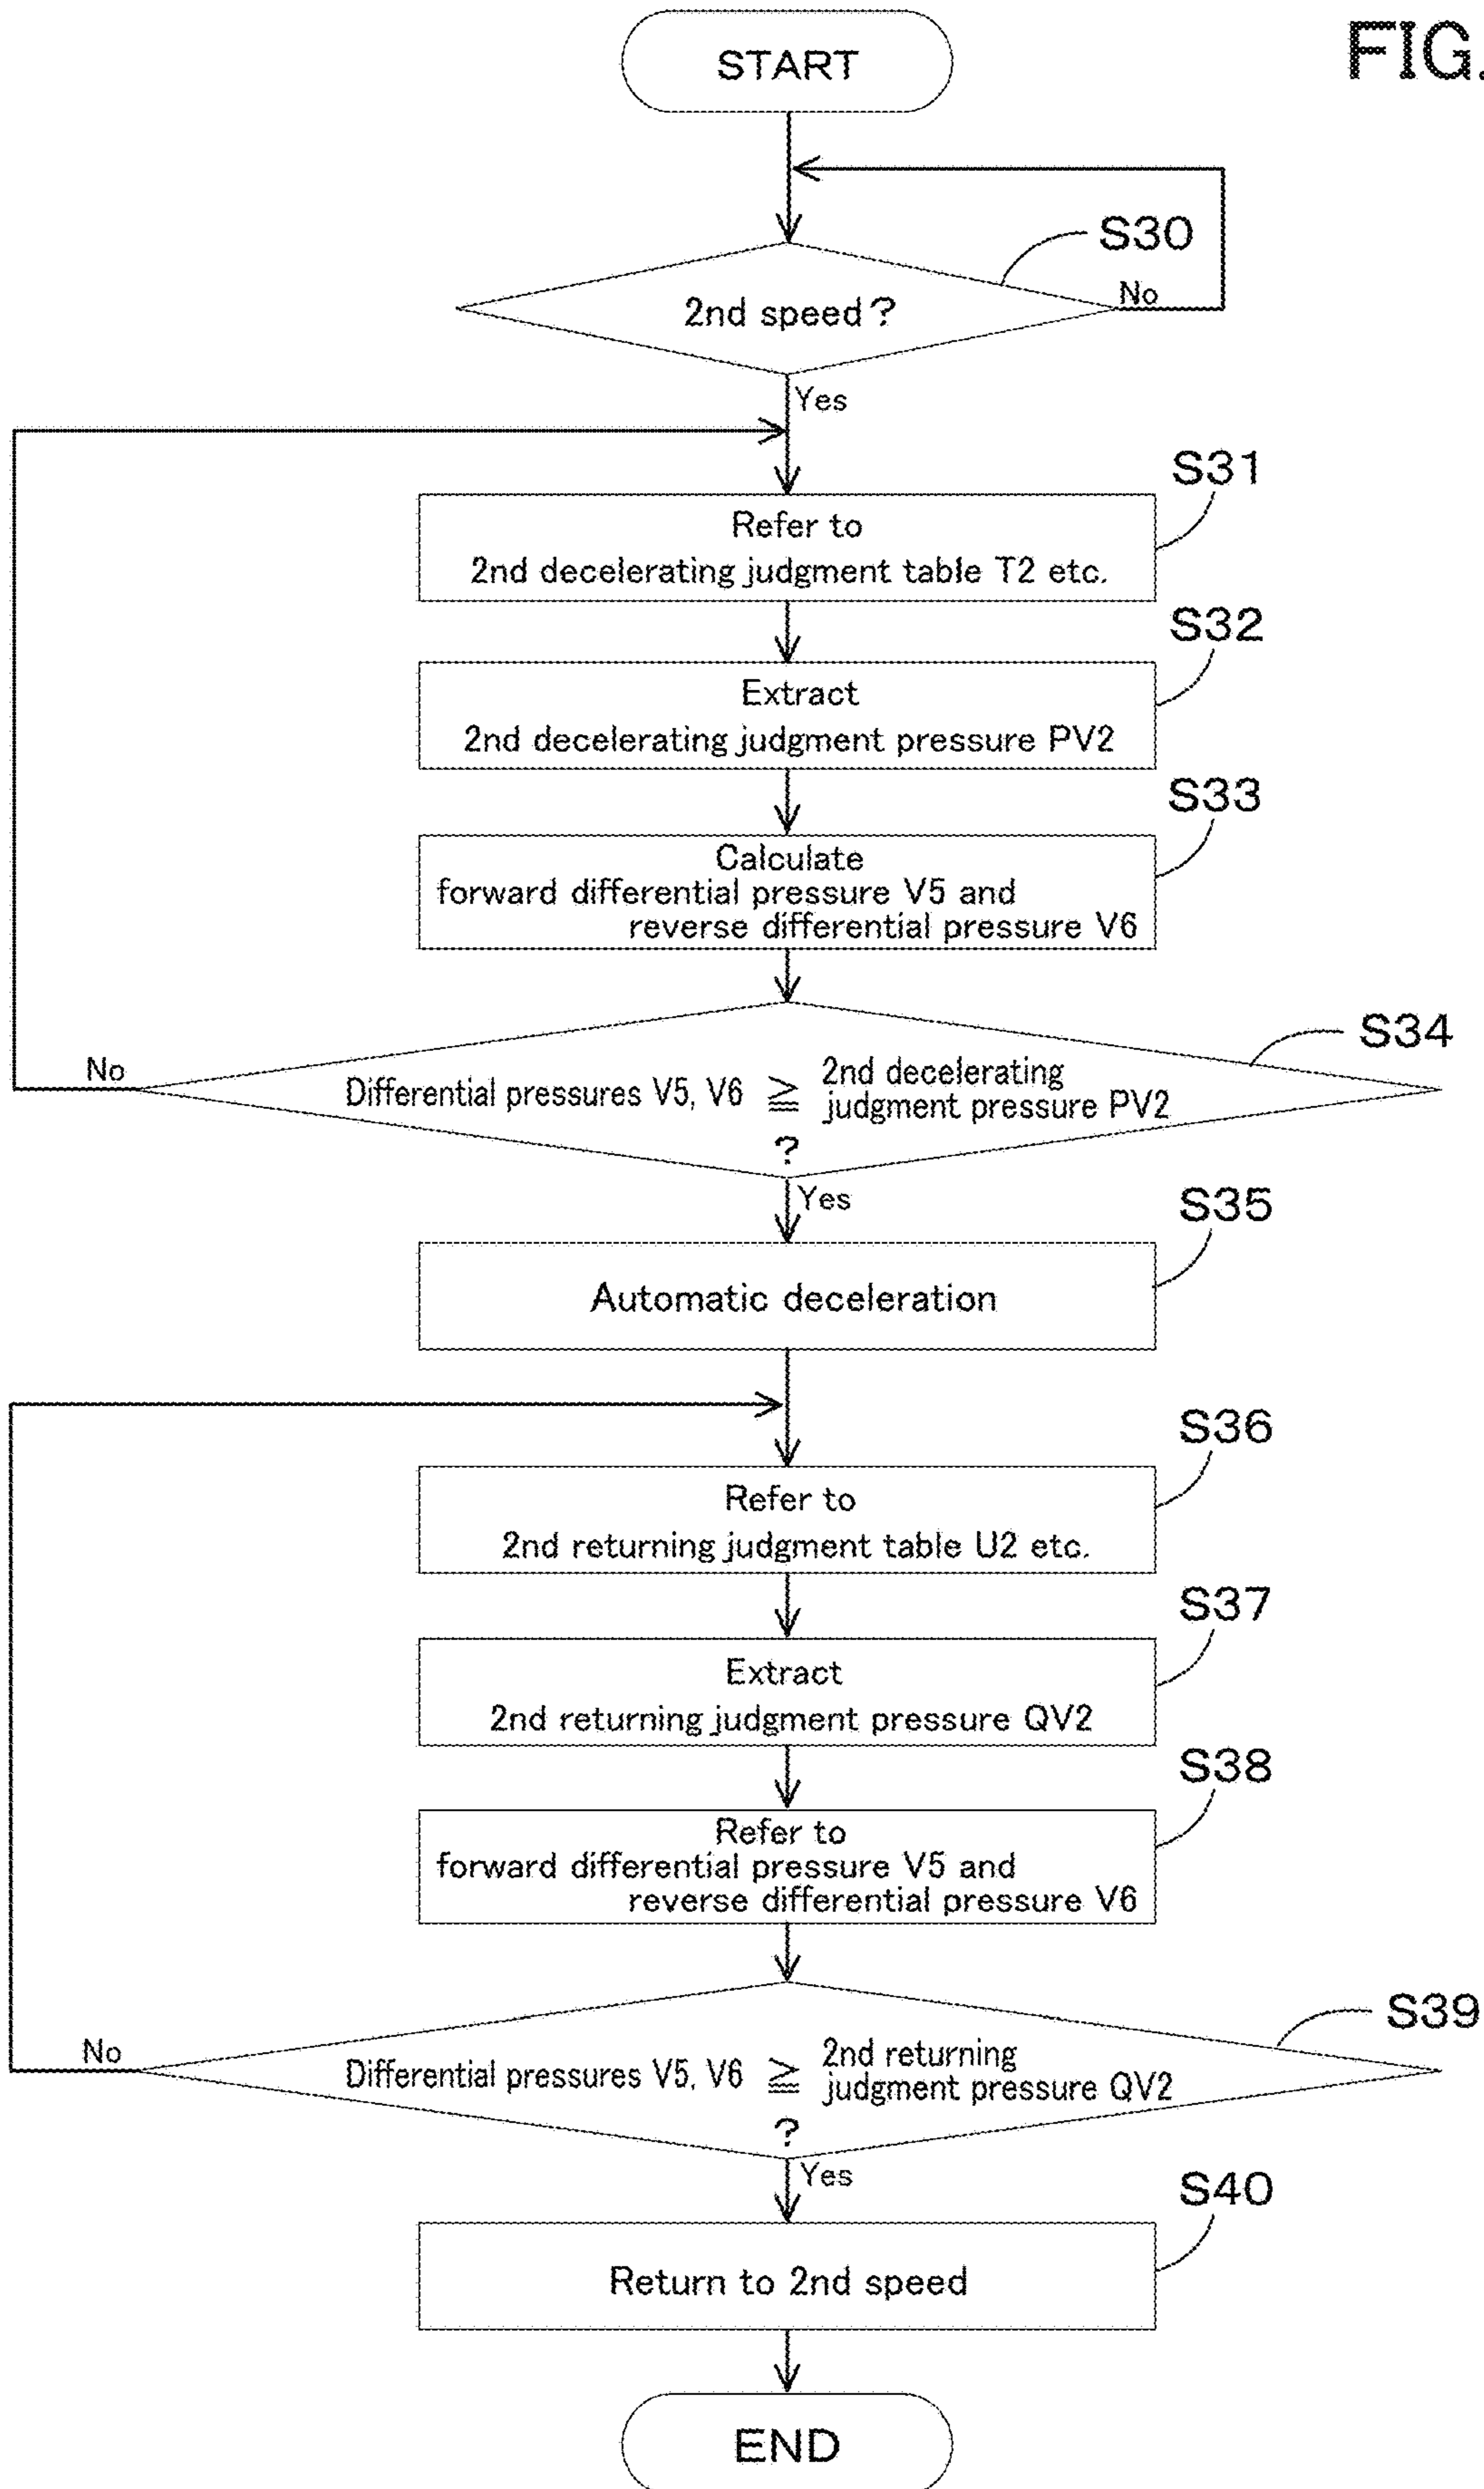 FIG.
START
S30
2nd speed?
No
Yes
S31
Refer to
2nd decelerating judgment table T2 etc.
S32
Extract
2nd decelerating judgment pressure PV2
S33
Calculate
forward differential pressure V5 and
reverse differential pressure V6
S34
No
Differential pressures V5, V6 ≧ 2nd decelerating
judgment pressure PV2
?
Yes
S35
Automatic deceleration
S36
Refer to
2nd returning judgment table U2 etc.
S37
Extract
2nd returning judgment pressure QV2
S38
Refer to
forward differential pressure V5 and
reverse differential pressure V6
S39
No
Differential pressures V5, V6 ≧ 2nd returning
judgment pressure QV2
?
Yes
S40
Return to 2nd speed
END